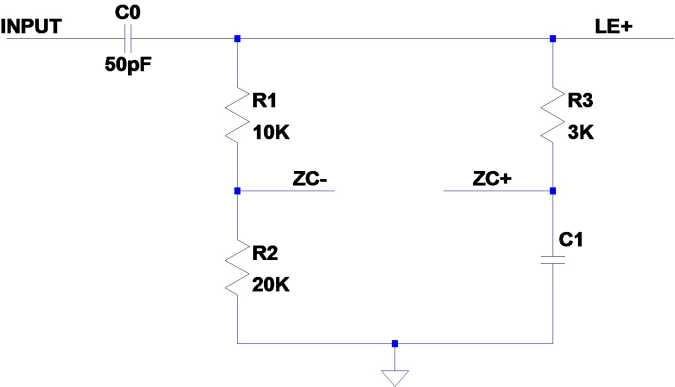 C0
INPUT
LE+
50pF
R1
10K
R3
3K
ZC-
ZC+
R2
20K
C1